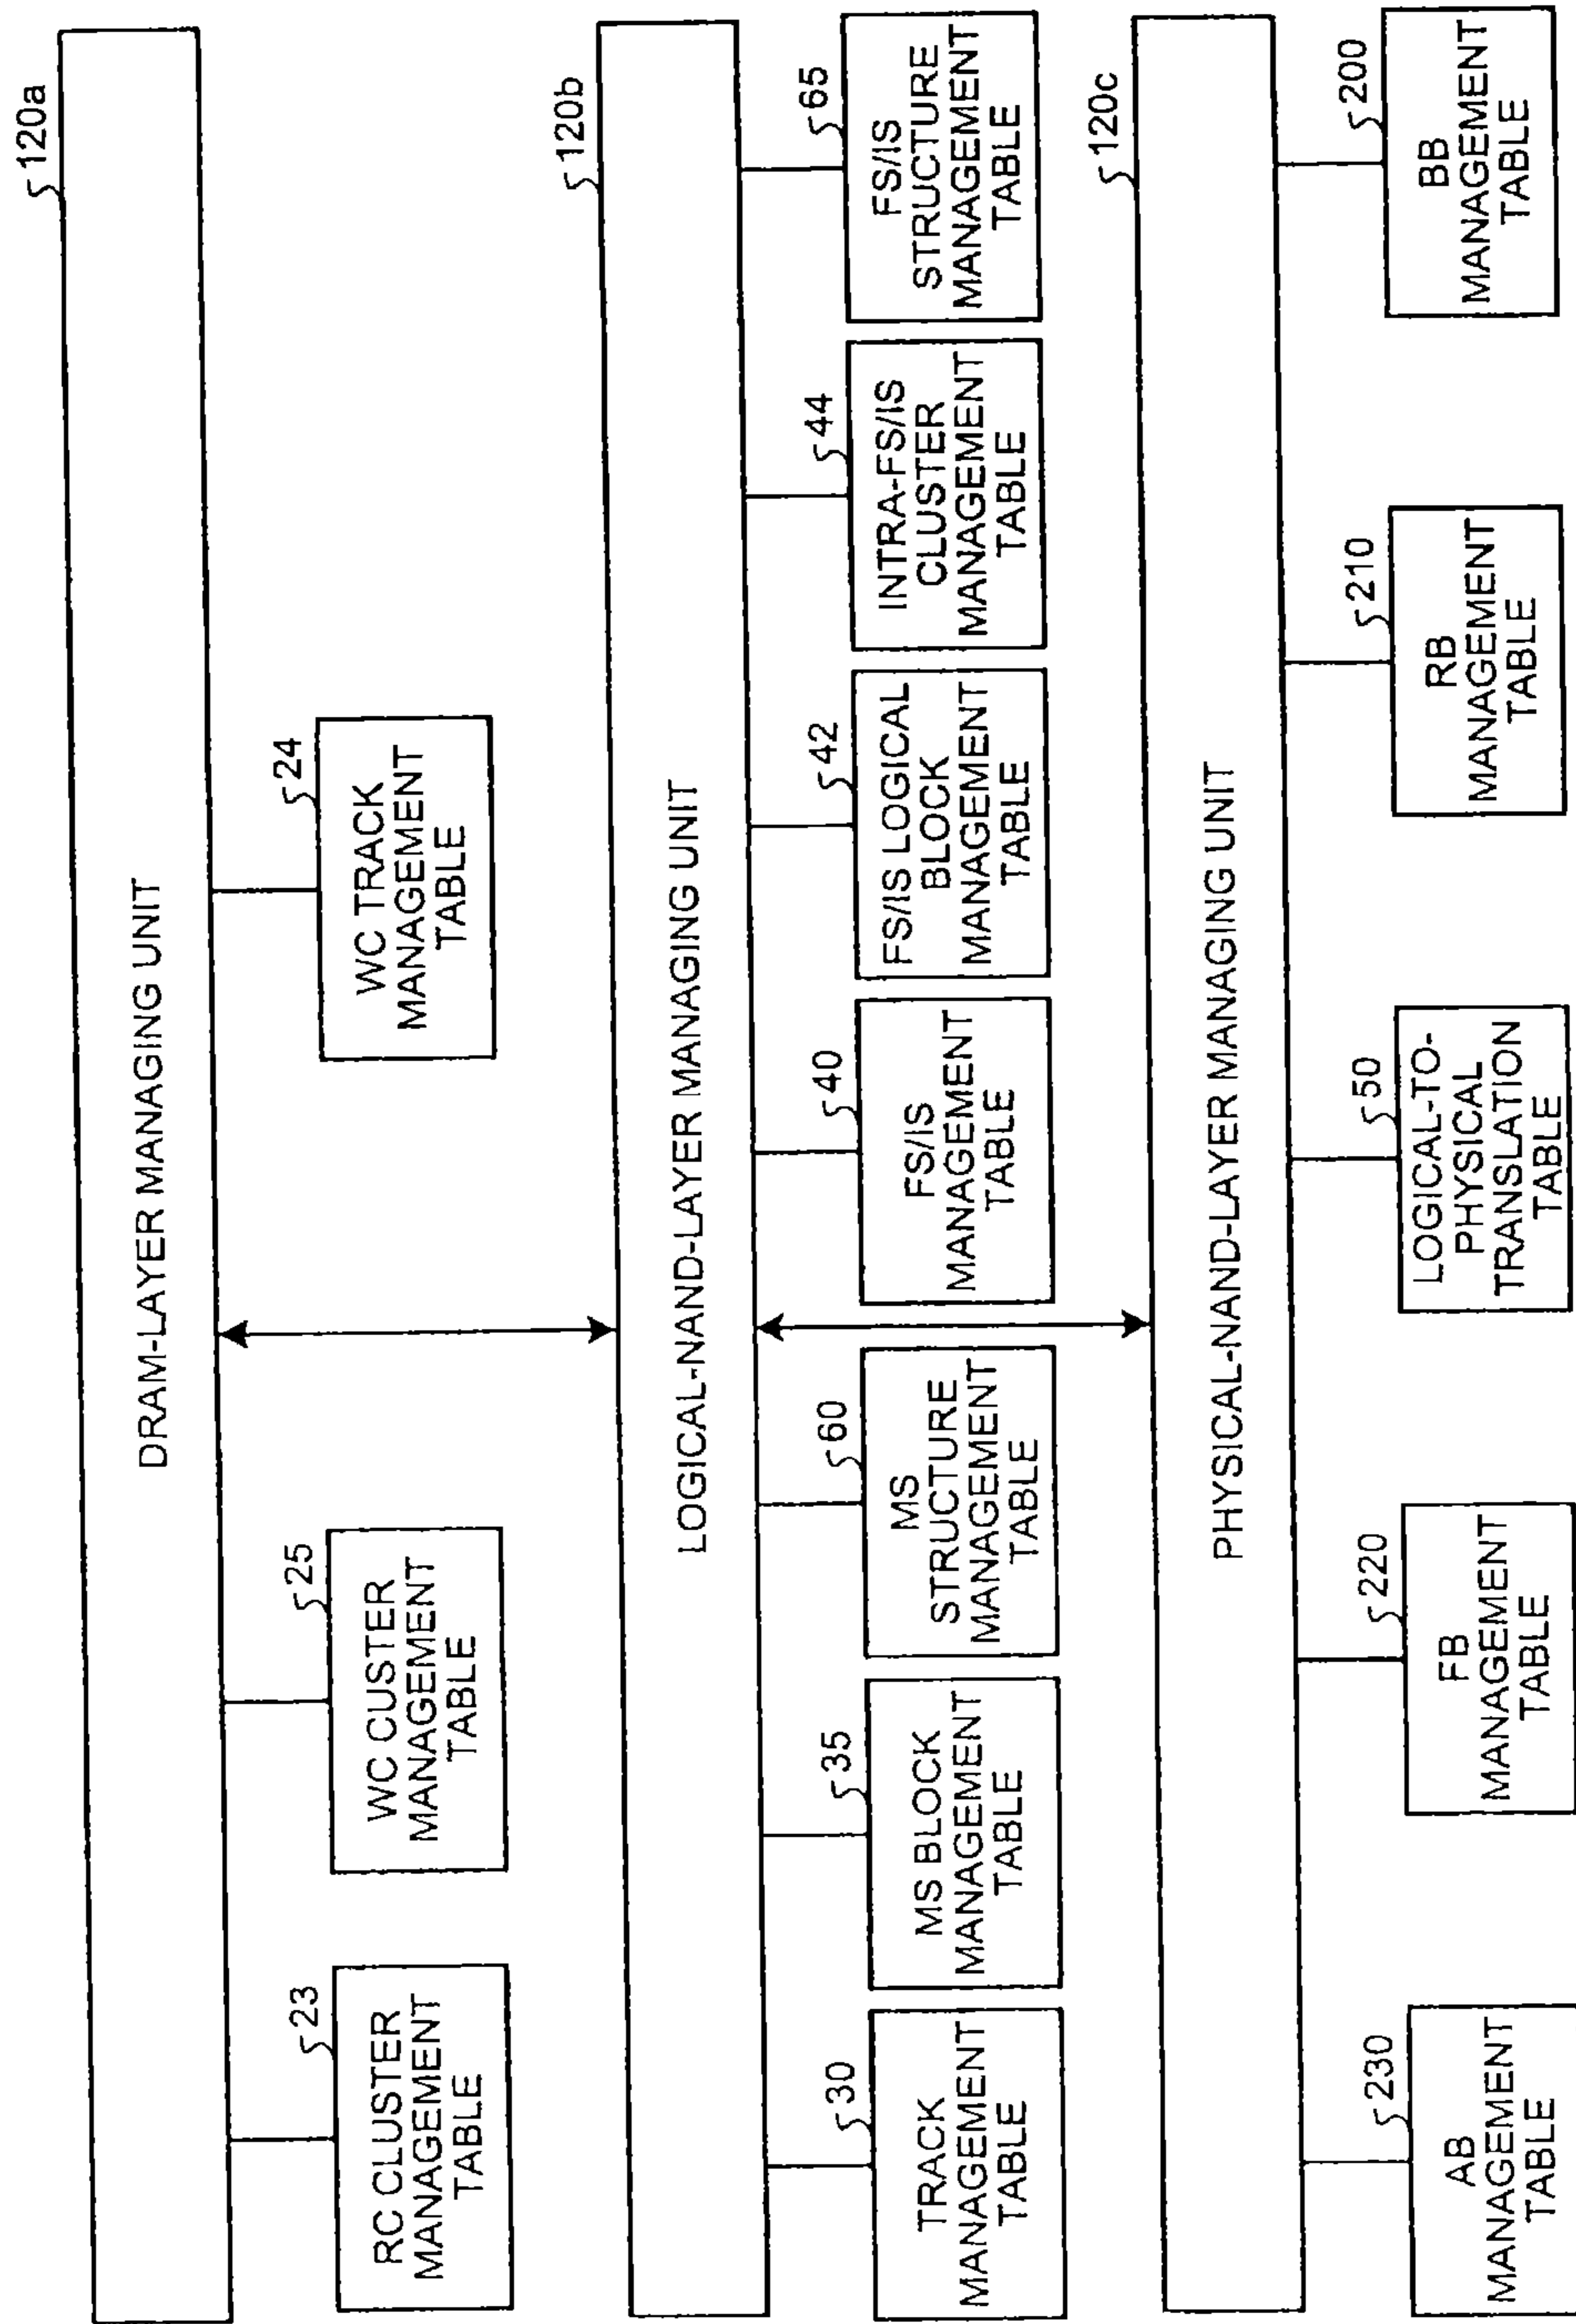 120a
DRAM-LAYER MANAGING UNIT
23
RC CLUSTER
MANAGEMENT
TABLE
25
WC CUSTER
MANAGEMENT
TABLE
24
WC TRACK
MANAGEMENT
TABLE
120b
LOGICAL-NAND-LAYER MANAGING UNIT
30
TRACK
MANAGEMENT
TABLE
35
MS BLOCK
MANAGEMENT
TABLE
60
MS
STRUCTURE
MANAGEMENT
TABLE
40
FS/IS
MANAGEMENT
TABLE
42
FS/IS LOGICAL
BLOCK
MANAGEMENT
TABLE
44
INTRA-FS/IS
CLUSTER
MANAGEMENT
TABLE
65
FS/IS
STRUCTURE
MANAGEMENT
TABLE
120c
PHYSICAL-NAND-LAYER MANAGING UNIT
230
AB
MANAGEMENT
TABLE
220
FB
MANAGEMENT
TABLE
50
LOGICAL-TO-
PHYSICAL
TRANSLATION
TABLE
210
RB
MANAGEMENT
TABLE
200
BB
MANAGEMENT
TABLE